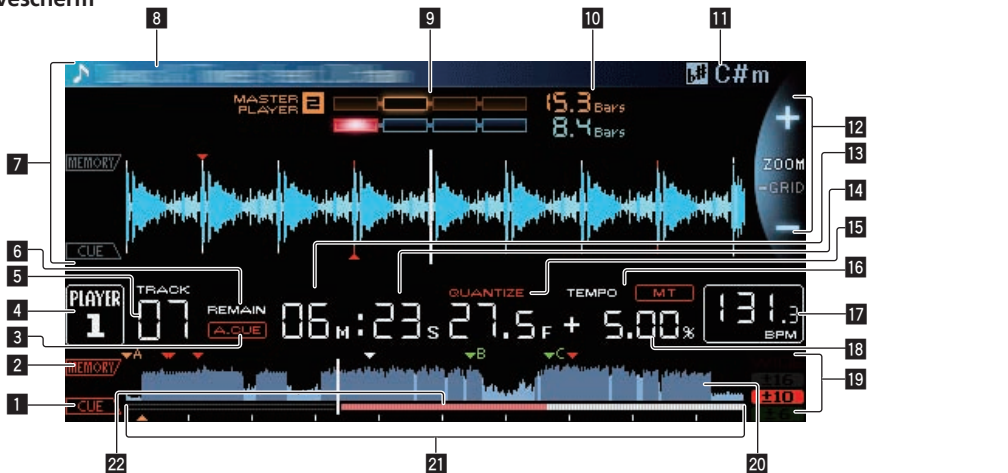 vescherm
8 9 10 11
C#m
MASTER PLAYER 2 15.3 Bars
8.4 Bars
+
12
7 MEMORY
ZOOM
-GRID
13
14
CUE
−
15
6
5 TRACK
QUANTIZE TEMPO MT
16
4 PLAYER 1 07 REMAIN 06 M : 23 S 27.5 F + 5.00 % 131.3 BPM 17
3 A.CUE
18
A B C
2 MEMORY
±16
19
1 CUE
±10
±6
22 21 20